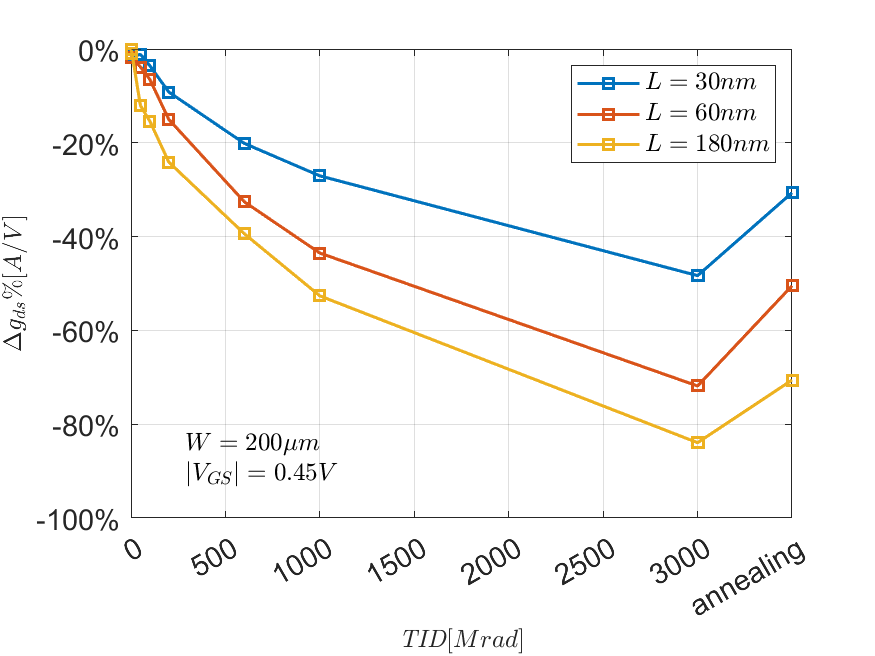 0%
-20%
-40%
-60%
-80%
-100%
Δg_ds%[A/V]
L = 30nm
L = 60nm
L = 180nm
W = 200μm
|V_GS| = 0.45V
0 500 1000 1500 2000 2500 3000 annealing
TID[Mrad]